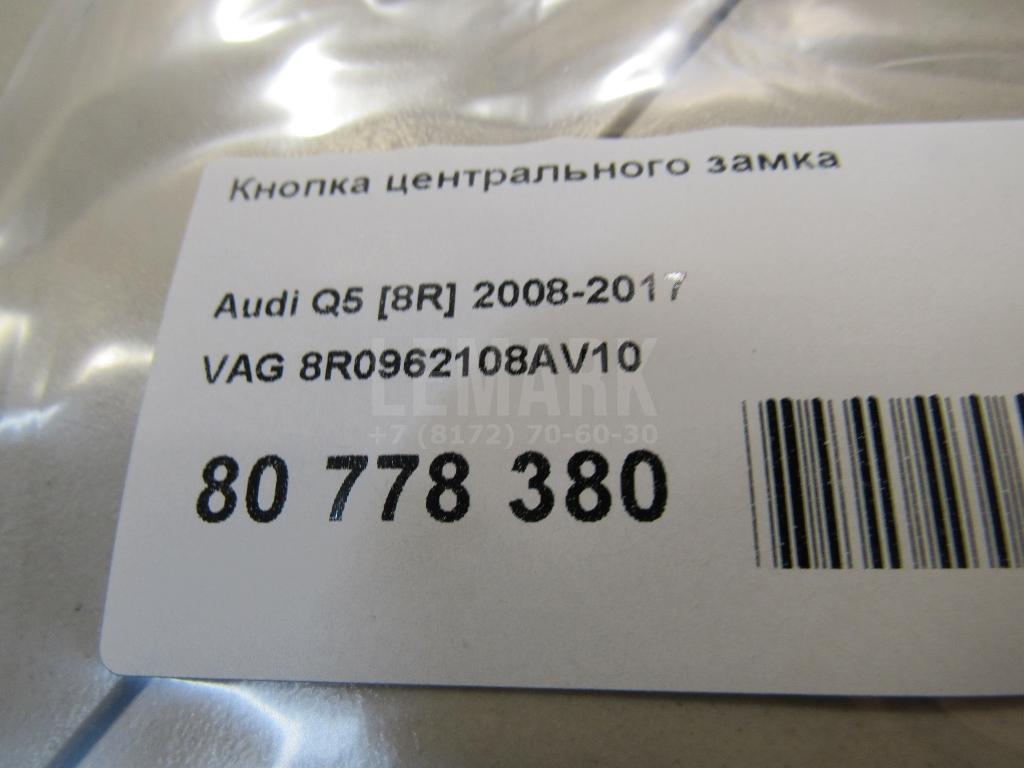 Кнопка центрального замка
Audi Q5 [8R] 2008-2017
VAG 8R0962108AV10
LEMARK
+7 (8172) 70-60-30
80 778 380